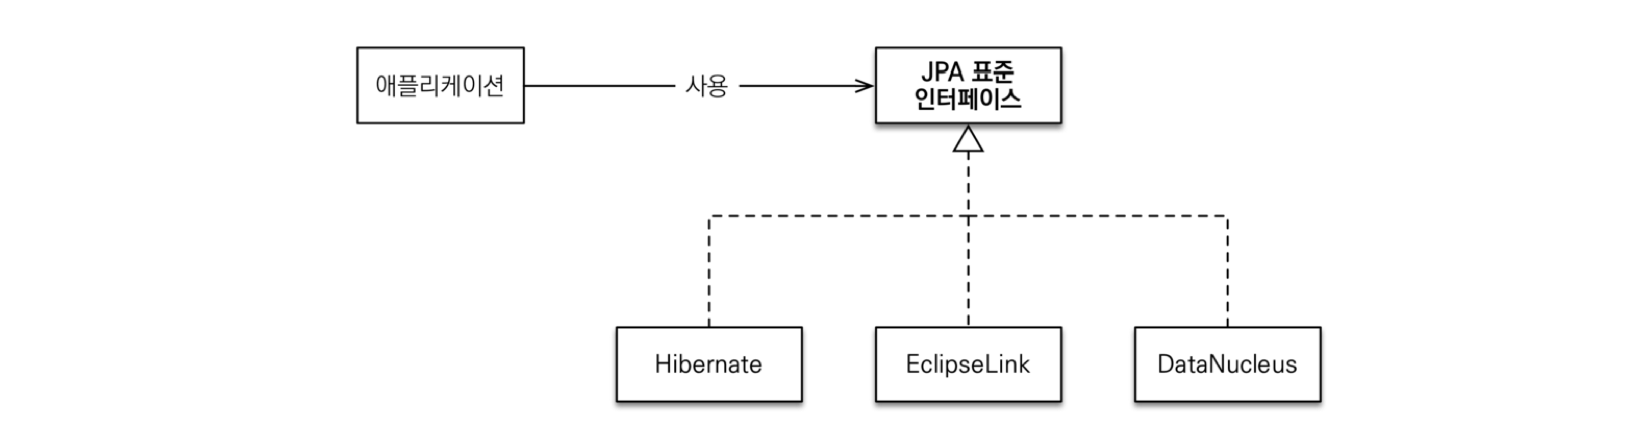 애플리케이션
사용
JPA 표준
인터페이스
Hibernate
EclipseLink
DataNucleus